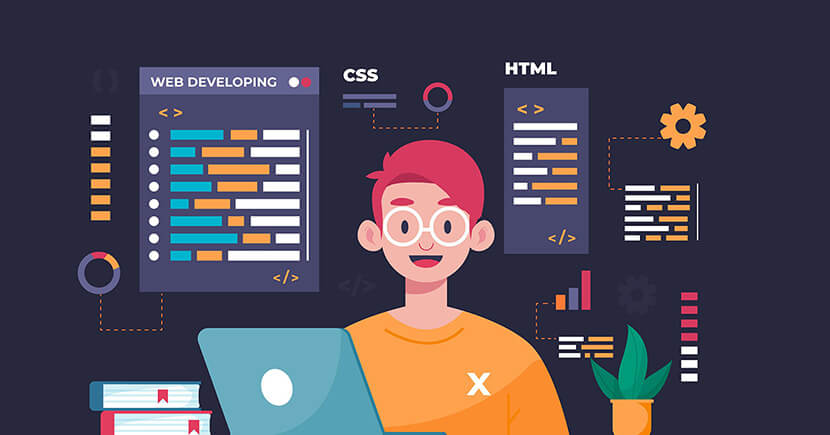 WEB DEVELOPING
CSS
HTML
< >
< >
</>
</>
</>
X